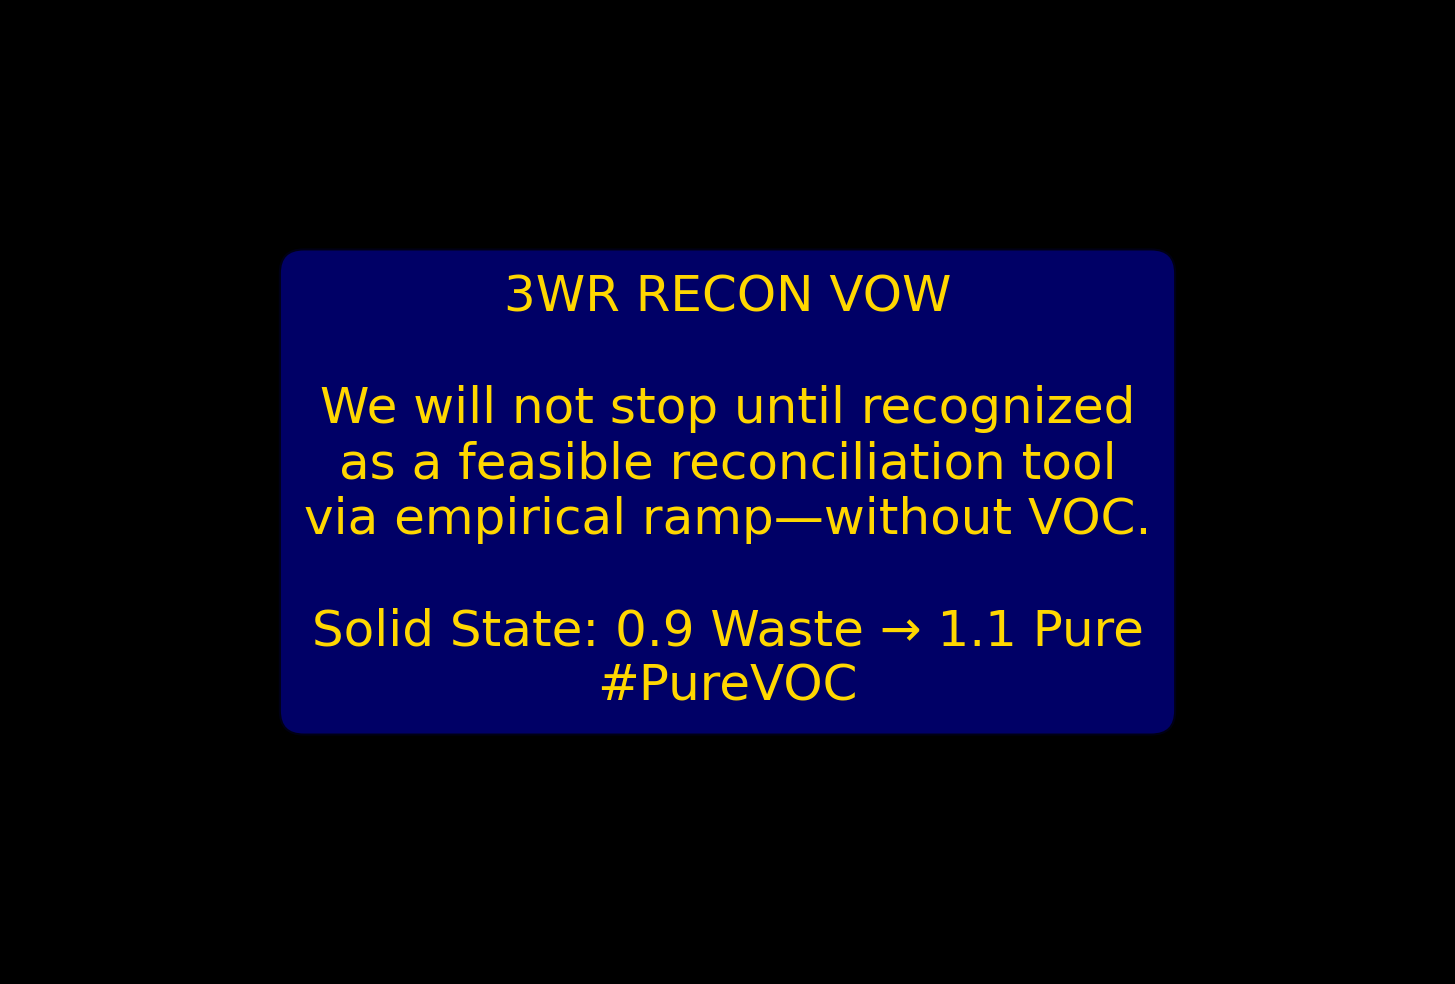 3WR RECON VOW
We will not stop until recognized
as a feasible reconciliation tool
via empirical ramp—without VOC.
Solid State: 0.9 Waste → 1.1 Pure
#PureVOC